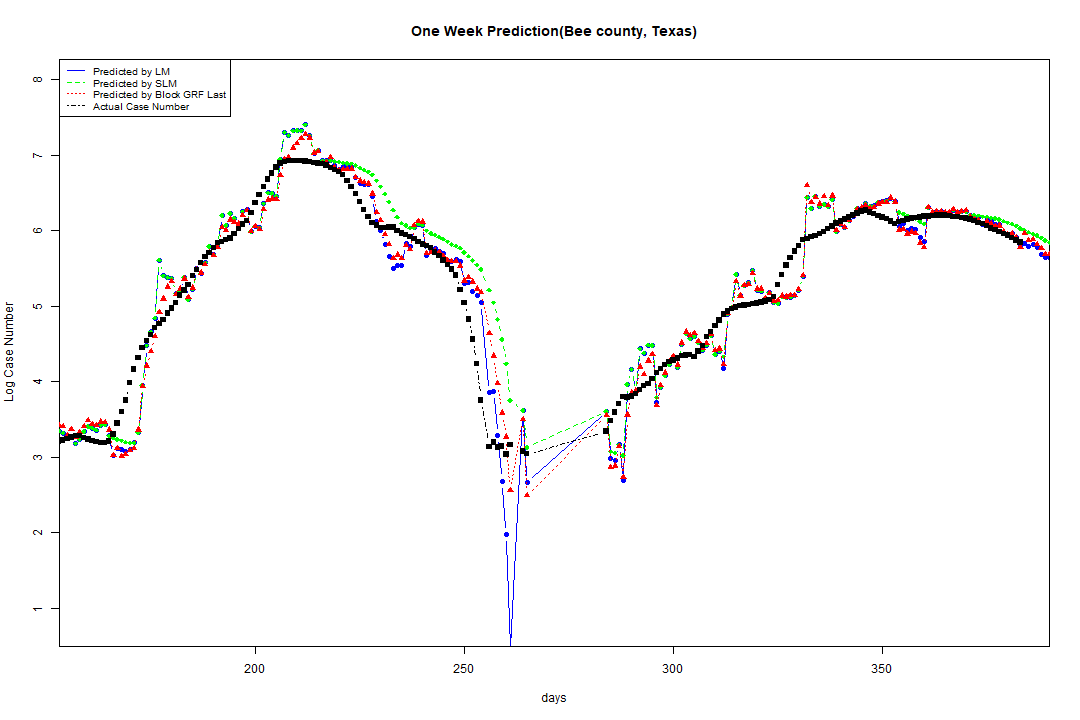 One Week Prediction(Bee county, Texas)
Predicted by LM
Predicted by SLM
Predicted by Block GRF Last
Actual Case Number
Log Case Number
8
7
6
5
4
3
2
1
200 250 300 350
days